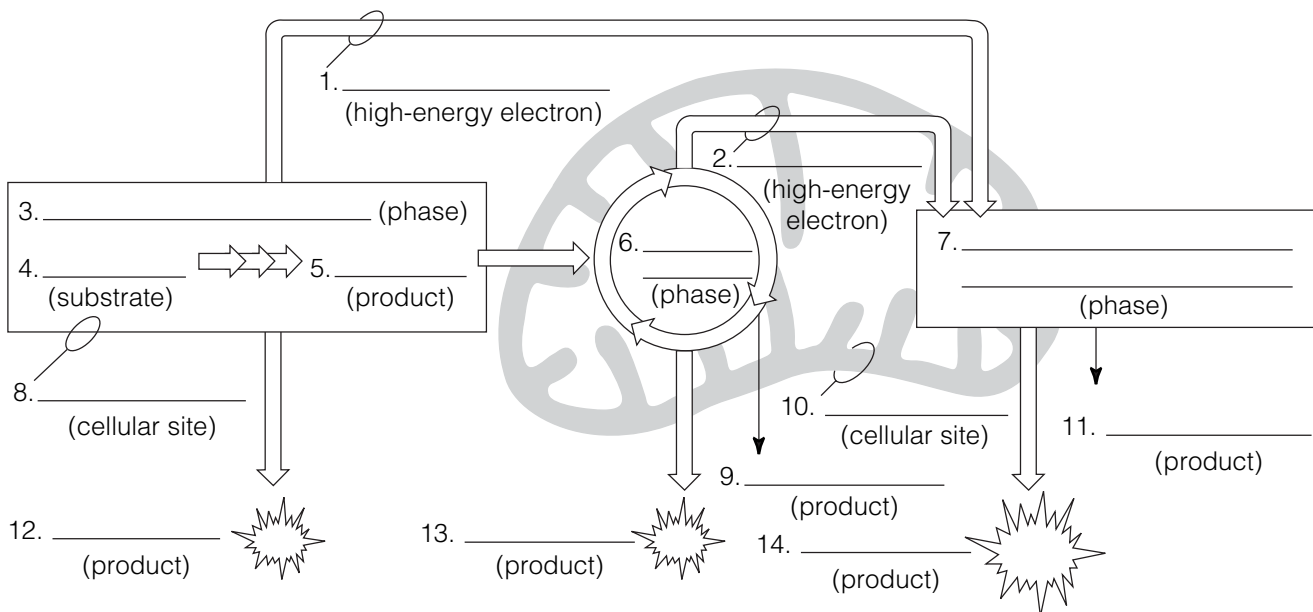 1.
(high-energy electron)
2.
(high-energy
electron)
3. (phase)
4. 5.
(substrate) (product)
6.
(phase)
7.
(phase)
8.
(cellular site)
10.
(cellular site)
11.
(product)
9.
(product)
12.
(product)
13.
(product)
14.
(product)